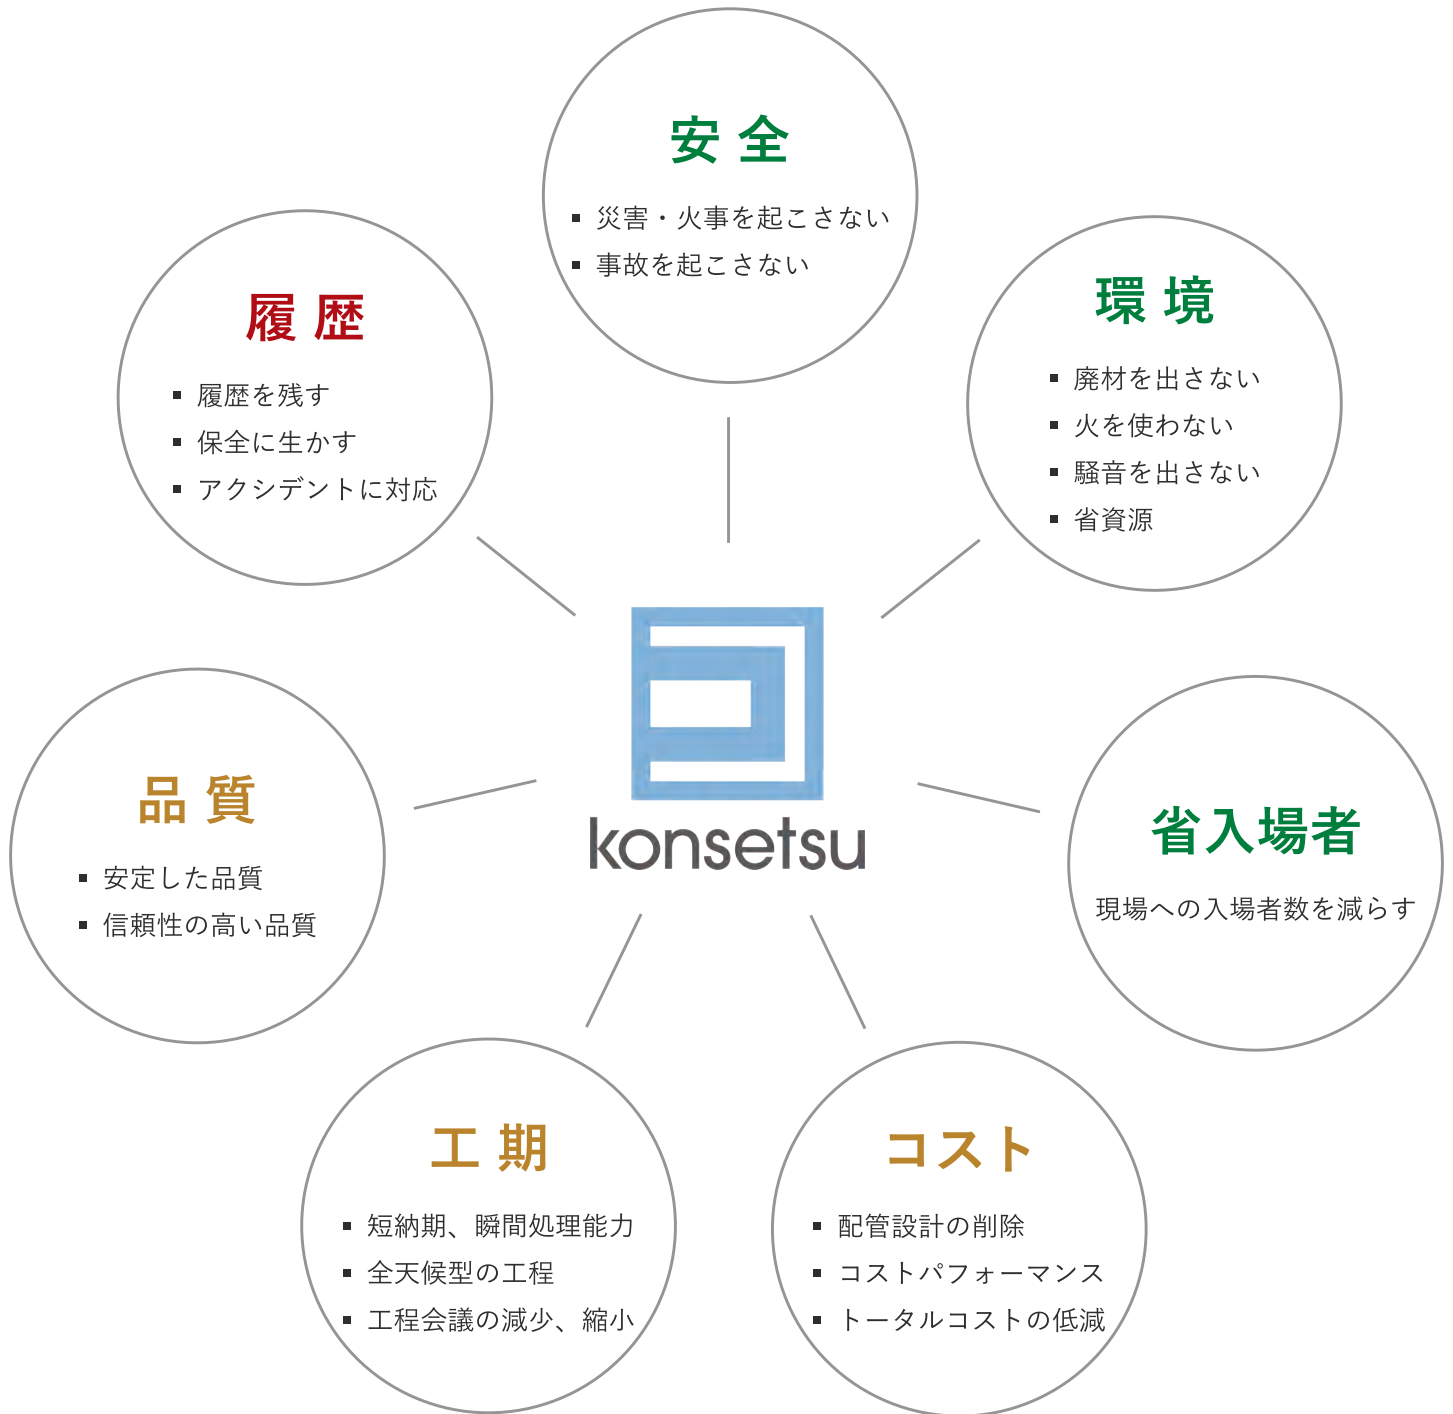 安全
災害・火事を起こさない
事故を起こさない
環境
廃材を出さない
火を使わない
騒音を出さない
省資源
省入場者
現場への入場者数を減らす
コスト
配管設計の削除
コストパフォーマンス
トータルコストの低減
工期
短納期、瞬間処理能力
全天候型の工程
工程会議の減少、縮小
品質
安定した品質
信頼性の高い品質
履歴
履歴を残す
保全に生かす
アクシデントに対応
konsetsu